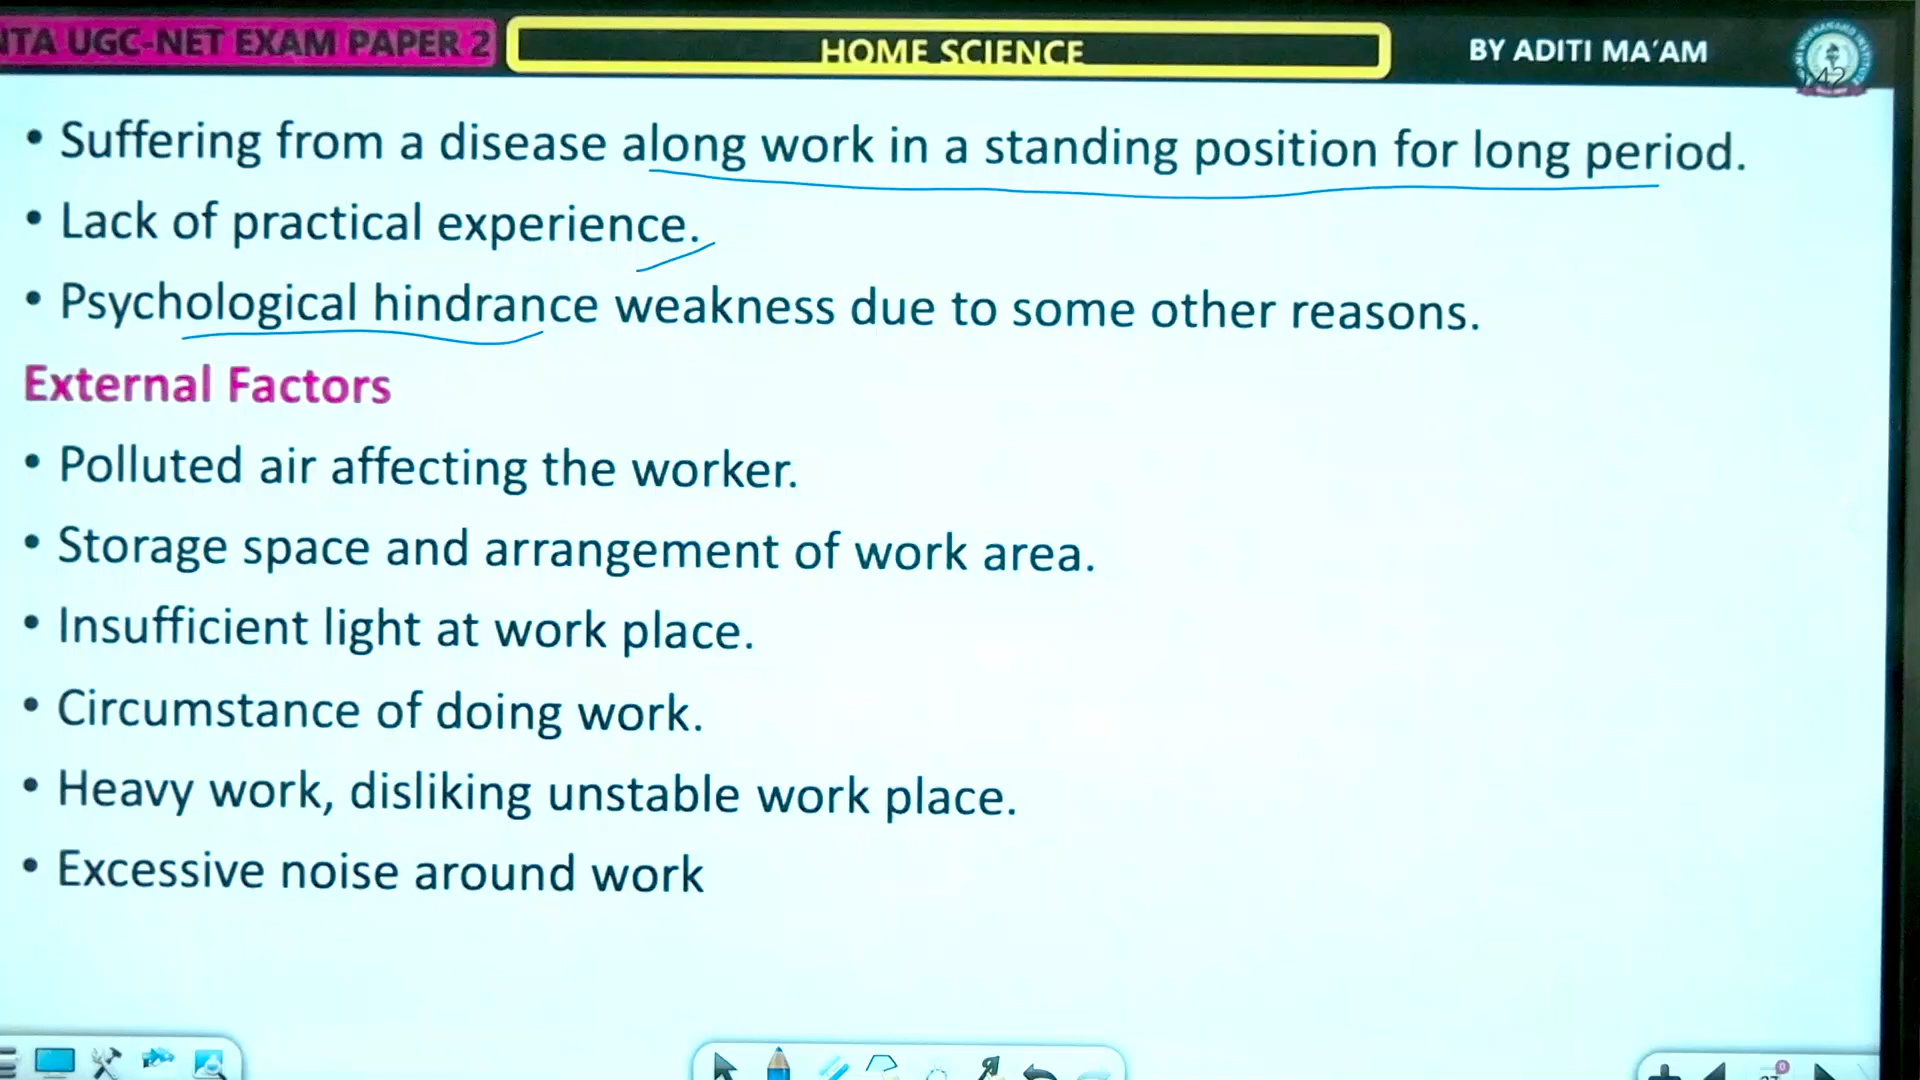 NTA UGC-NET EXAM PAPER 2
HOME SCIENCE
BY ADITI MA'AM
142
• Suffering from a disease along work in a standing position for long period.
• Lack of practical experience.
• Psychological hindrance weakness due to some other reasons.
External Factors
• Polluted air affecting the worker.
• Storage space and arrangement of work area.
• Insufficient light at work place.
• Circumstance of doing work.
• Heavy work, disliking unstable work place.
• Excessive noise around work